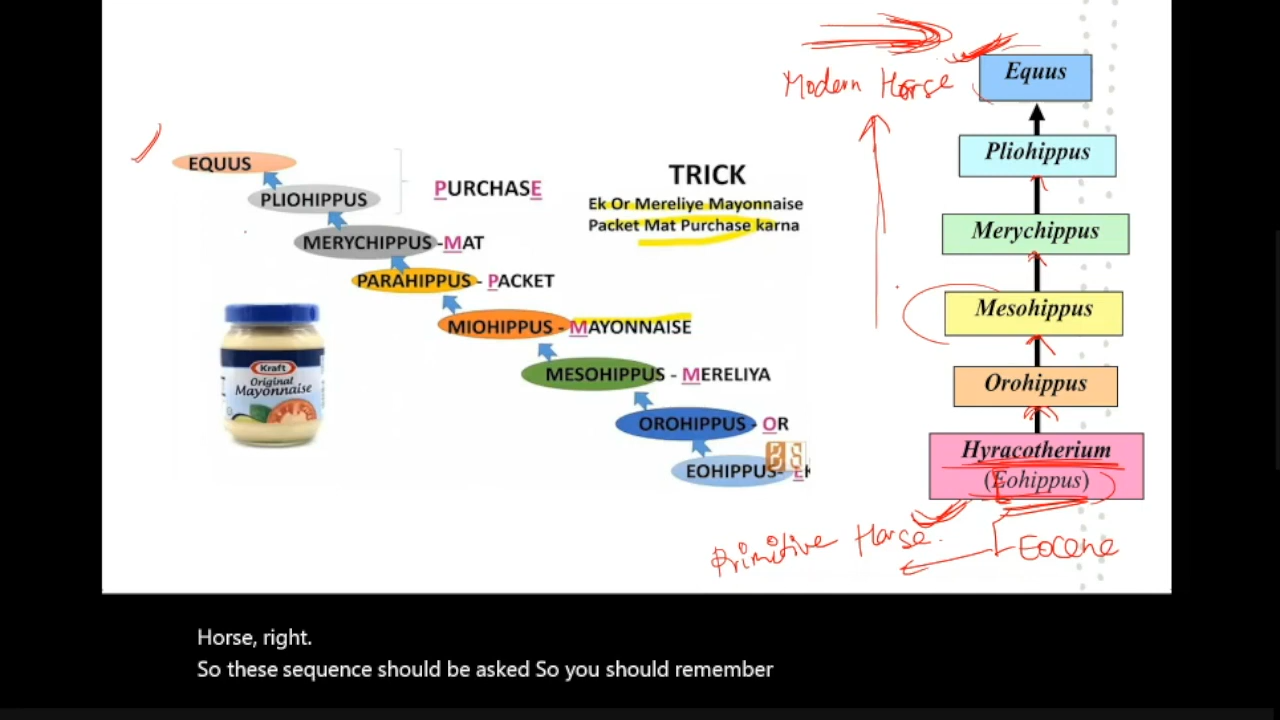 Modern Horse
Equus
Pliohippus
Merychippus
Mesohippus
Orohippus
Hyracotherium
(Eohippus)
Primitive Horse.
Eocene
TRICK
Ek Or Mereliye Mayonnaise
Packet Mat Purchase karna
EQUUS
PLIOHIPPUS
PURCHASE
MERYCHIPPUS -MAT
PARAHIPPUS - PACKET
MIOHIPPUS - MAYONNAISE
MESOHIPPUS - MERELIYA
OROHIPPUS - OR
EOHIPPUS- EK
Kraft
Original
Mayonnaise
Horse, right.
So these sequence should be asked So you should remember